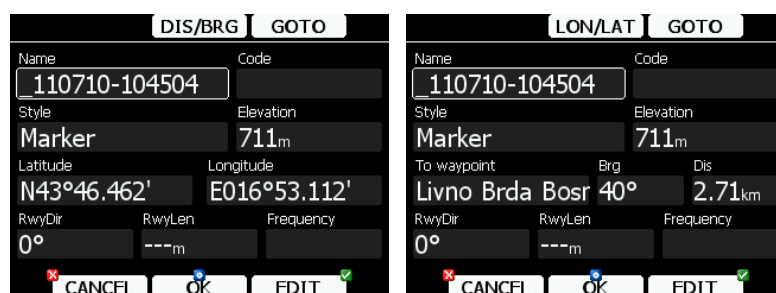 DIS/BRG GOTO
Name Code
_110710-104504
Style Elevation
Marker 711m
Latitude Longitude
N43°46.462' E016°53.112'
RwyDir RwyLen Frequency
0° ---m
CANCEL OK EDIT
LON/LAT GOTO
Name Code
_110710-104504
Style Elevation
Marker 711m
To waypoint Brg Dis
Livno Brda Bosr 40° 2.71km
RwyDir RwyLen Frequency
0° ---m
CANCEL OK EDIT